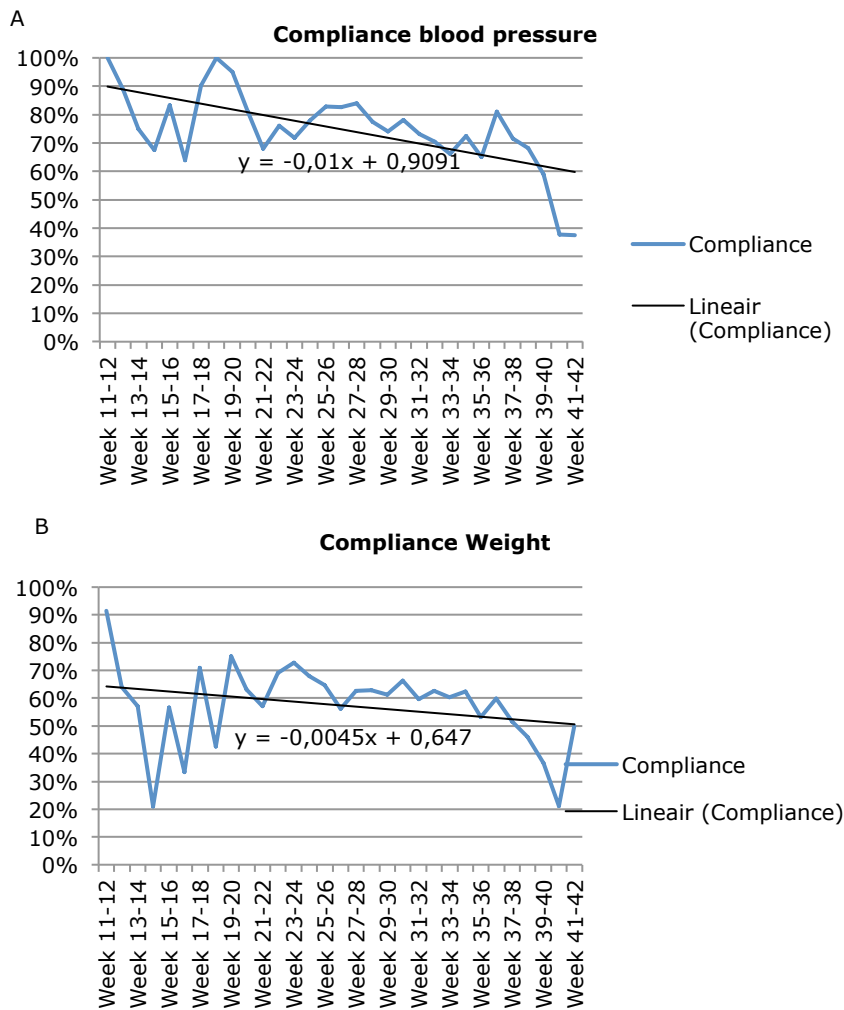 A
Compliance blood pressure
100%
90%
80%
70%
60%
50%
40%
30%
20%
10%
0%
y = -0,01x + 0,9091
Compliance
Lineair
(Compliance)
Week 11-12
Week 13-14
Week 15-16
Week 17-18
Week 19-20
Week 21-22
Week 23-24
Week 25-26
Week 27-28
Week 29-30
Week 31-32
Week 33-34
Week 35-36
Week 37-38
Week 39-40
Week 41-42
B
Compliance Weight
100%
90%
80%
70%
60%
50%
40%
30%
20%
10%
0%
y = -0,0045x + 0,647
Compliance
Lineair (Compliance)
Week 11-12
Week 13-14
Week 15-16
Week 17-18
Week 19-20
Week 21-22
Week 23-24
Week 25-26
Week 27-28
Week 29-30
Week 31-32
Week 33-34
Week 35-36
Week 37-38
Week 39-40
Week 41-42